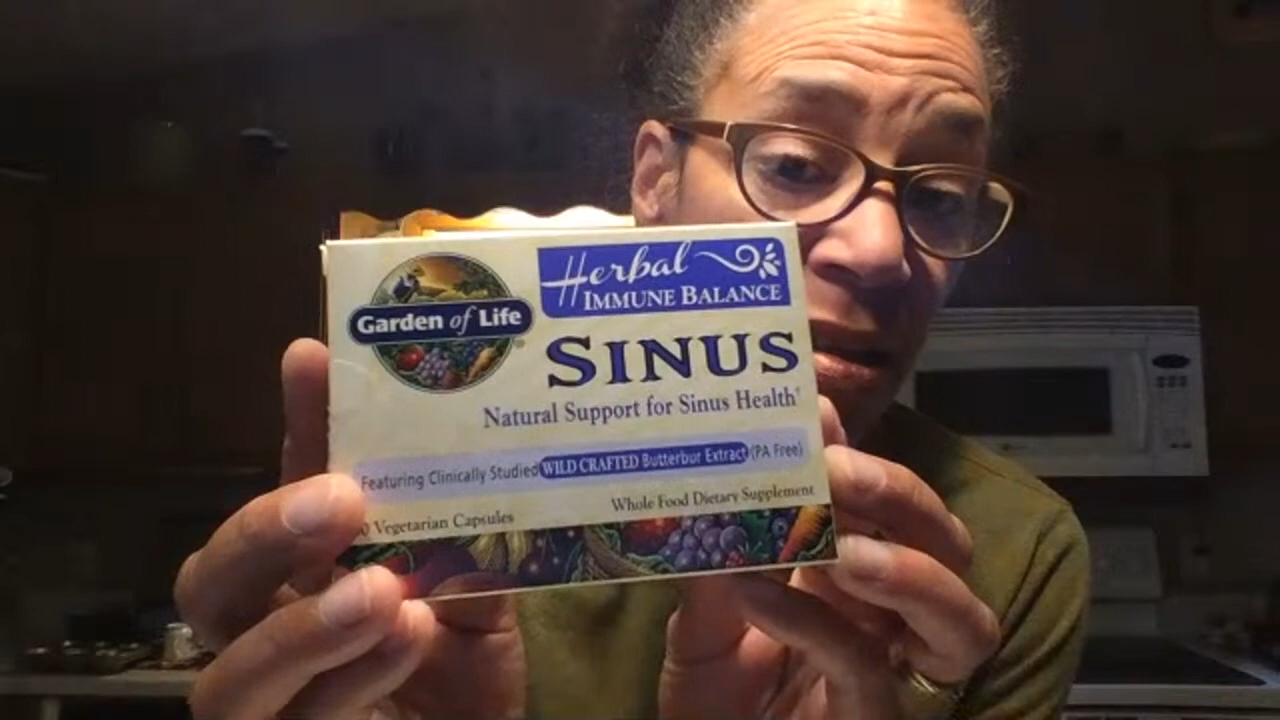 Garden of Life
Herbal
IMMUNE BALANCE
SINUS
Natural Support for Sinus Health†
Featuring Clinically Studied WILD CRAFTED Butterbur Extract (PA Free)
0 Vegetarian Capsules
Whole Food Dietary Supplement